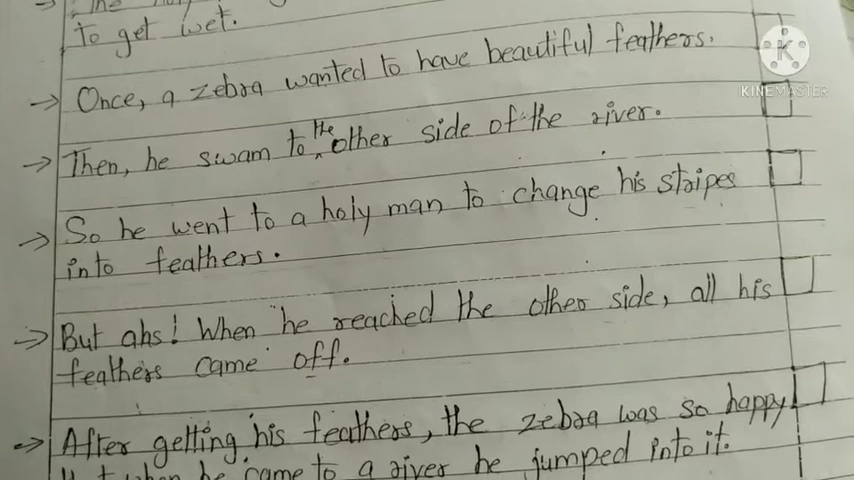 to get wet.
→ Once, a zebra wanted to have beautiful feathers.
→ Then, he swam to the other side of the river.
→ So he went to a holy man to change his stripes
into feathers.
→ But ahs! When he reached the other side, all his
feathers came off.
→ After getting his feathers, the zebra was so happy
he came to a river he jumped into it.
K
KINEMASTER